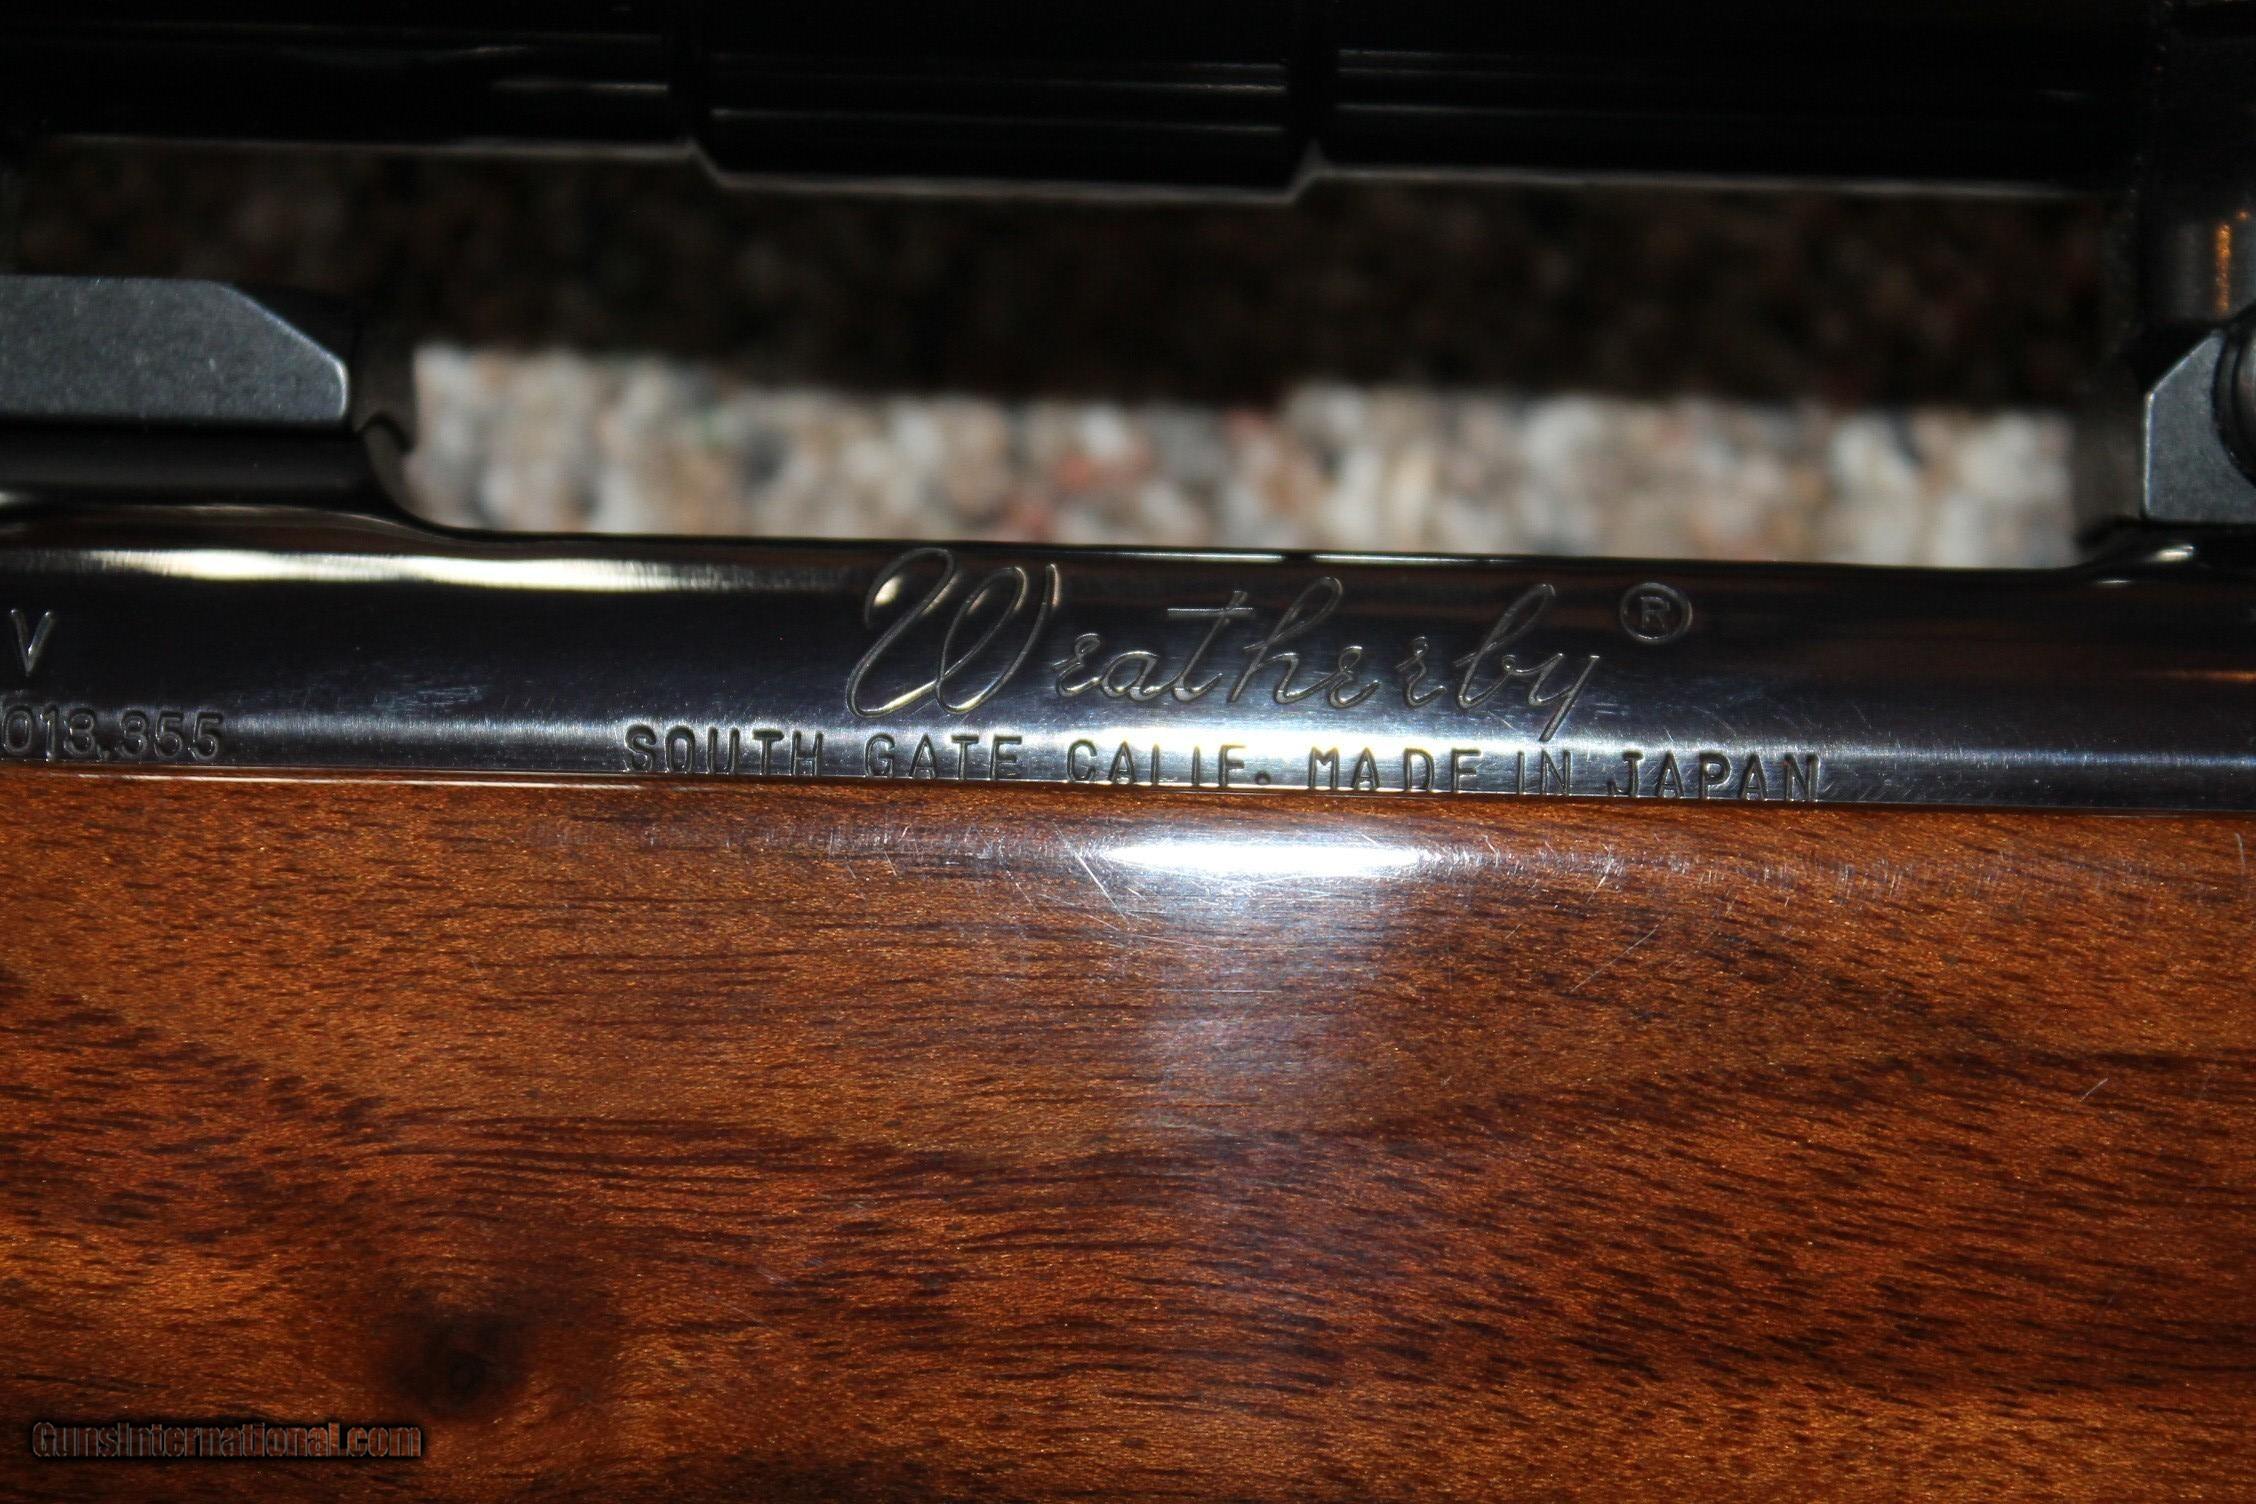 Weatherby ®
V
013,355
SOUTH GATE CALIF. MADE IN JAPAN
GunsInternational.com